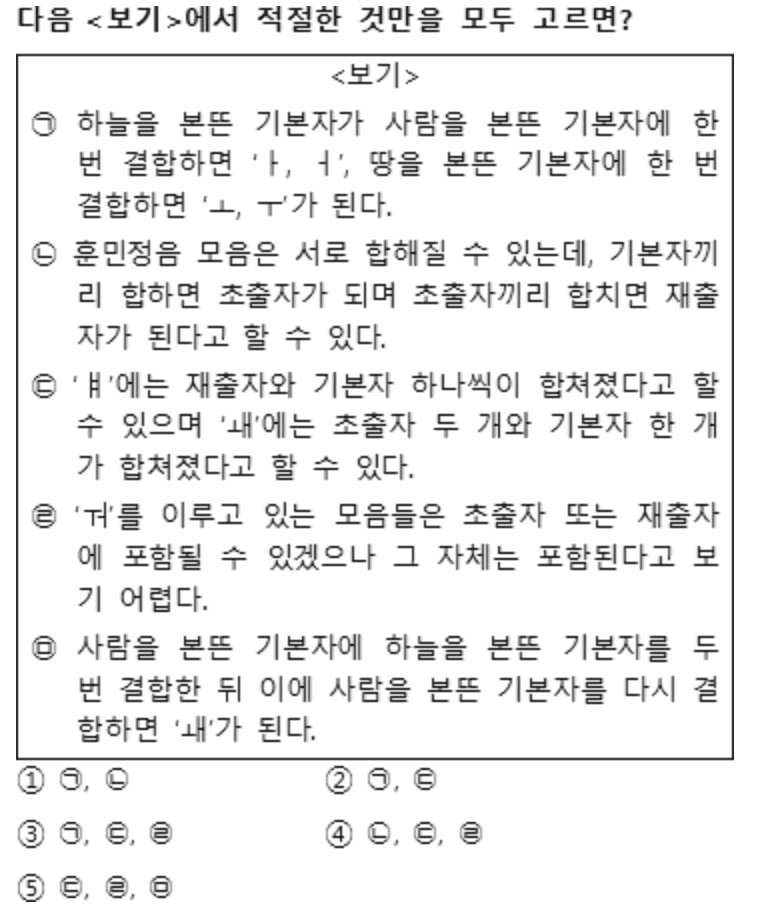 다음 <보기>에서 적절한 것만을 모두 고르면?
<보기>
㉠ 하늘을 본뜬 기본자가 사람을 본뜬 기본자에 한
번 결합하면 'ㅏ, ㅓ', 땅을 본뜬 기본자에 한 번
결합하면 'ㅗ, ㅜ'가 된다.
㉡ 훈민정음 모음은 서로 합해질 수 있는데, 기본자끼
리 합하면 초출자가 되며 초출자끼리 합치면 재출
자가 된다고 할 수 있다.
㉢ 'ㅒ'에는 재출자와 기본자 하나씩이 합쳐졌다고 할
수 있으며 'ㅙ'에는 초출자 두 개와 기본자 한 개
가 합쳐졌다고 할 수 있다.
㉣ 'ㅝ'를 이루고 있는 모음들은 초출자 또는 재출자
에 포함될 수 있겠으나 그 자체는 포함된다고 보
기 어렵다.
㉤ 사람을 본뜬 기본자에 하늘을 본뜬 기본자를 두
번 결합한 뒤 이에 사람을 본뜬 기본자를 다시 결
합하면 'ㅙ'가 된다.
① ㉠, ㉡ ② ㉠, ㉢
③ ㉠, ㉢, ㉣ ④ ㉡, ㉢, ㉣
⑤ ㉢, ㉣, ㉤